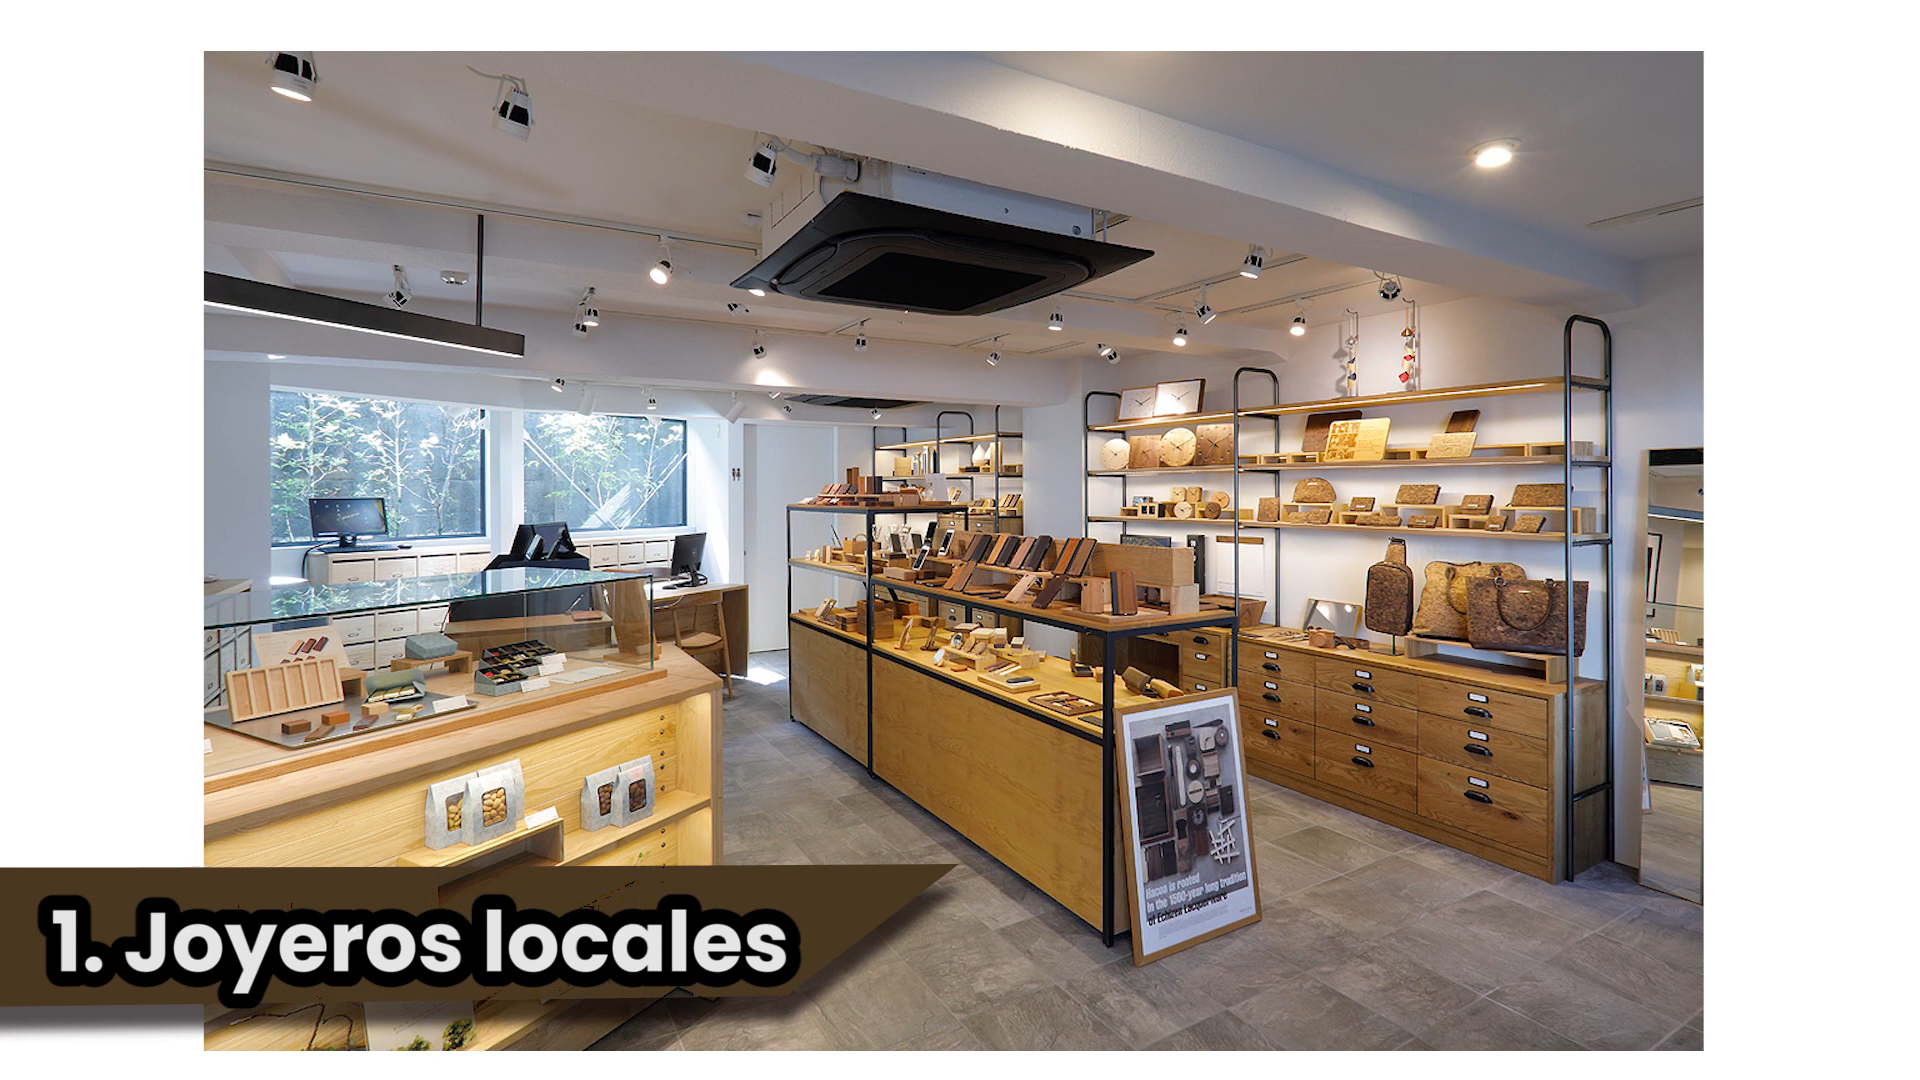 Hacoa is rooted
in the 1500-year long tradition
of Echizen Lacquerware
1. Joyeros locales